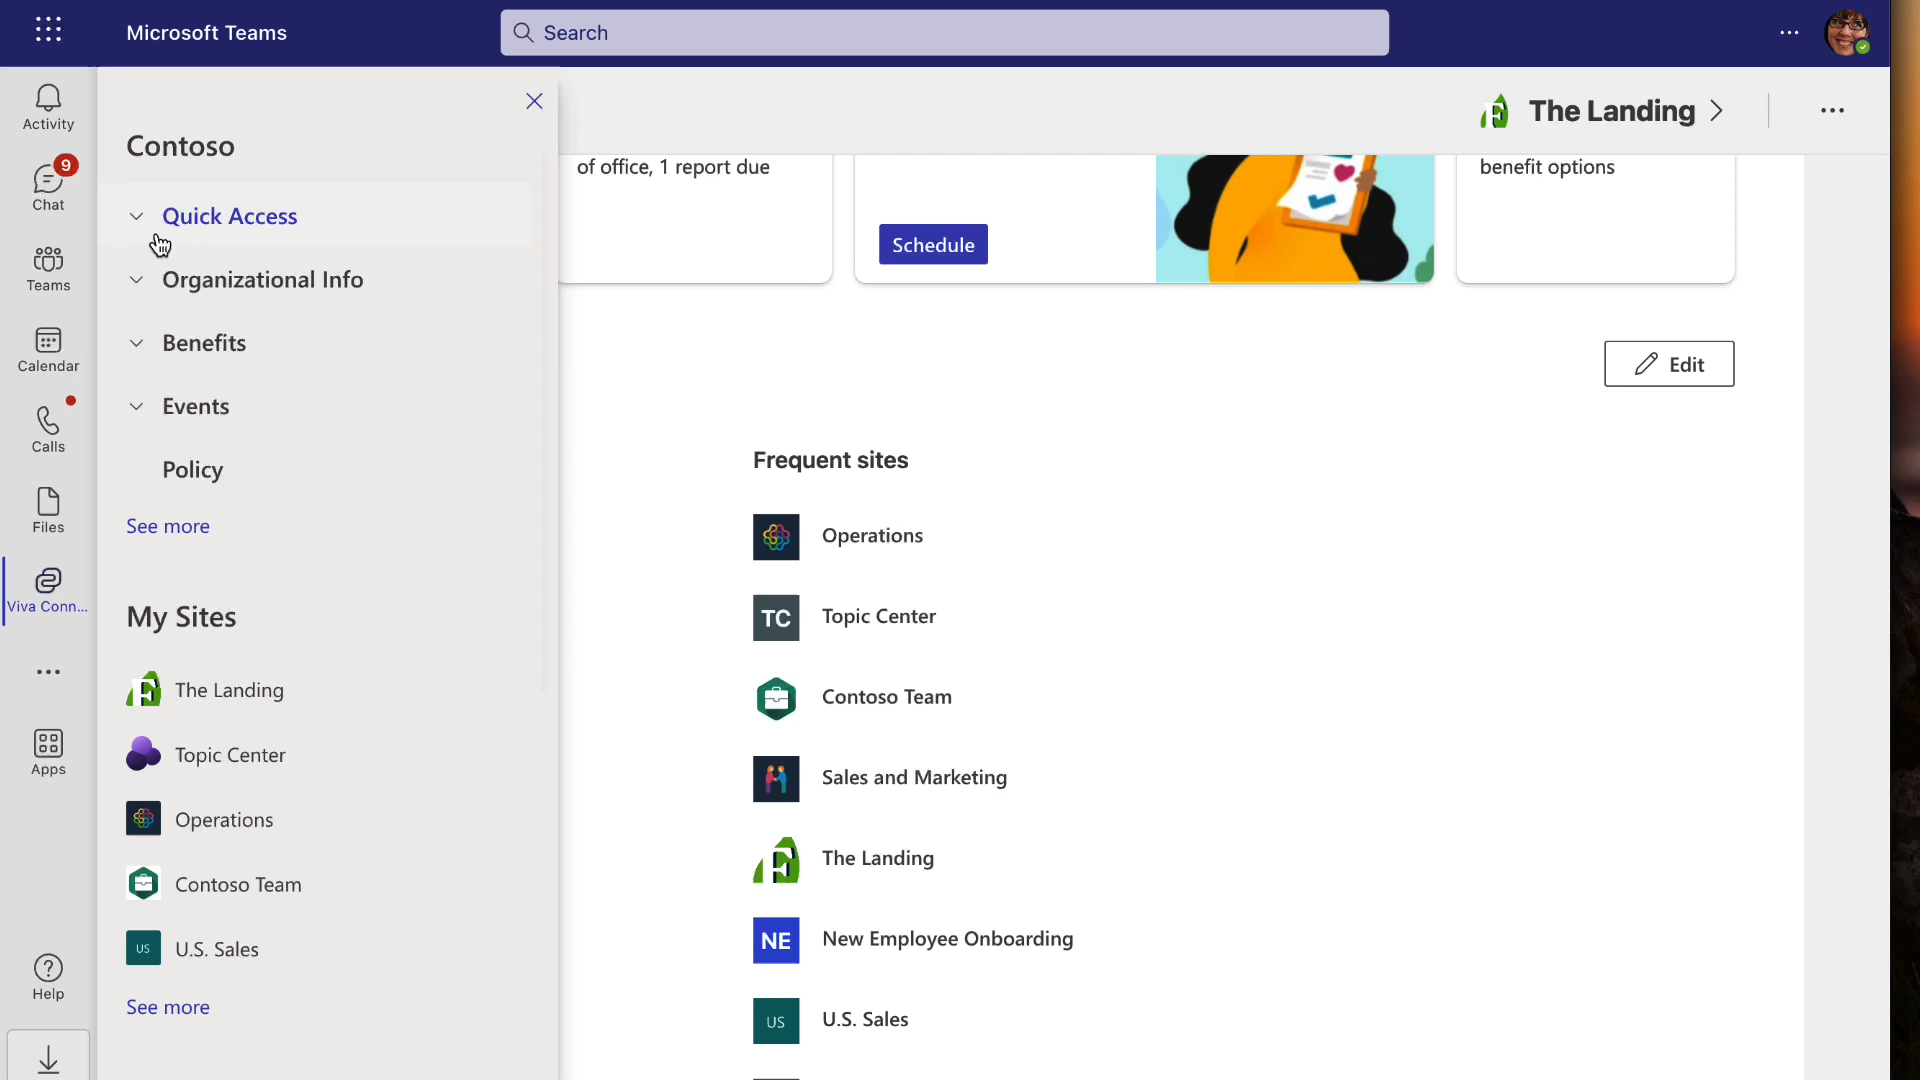 Microsoft Teams
Search
Activity
9
Chat
Teams
Calendar
Calls
Files
Viva Conn...
Apps
Help
Contoso
Quick Access
Organizational Info
Benefits
Events
Policy
See more
My Sites
The Landing
Topic Center
Operations
Contoso Team
US
U.S. Sales
See more
The Landing
of office, 1 report due
Schedule
benefit options
Edit
Frequent sites
Operations
TC
Topic Center
Contoso Team
Sales and Marketing
The Landing
NE
New Employee Onboarding
US
U.S. Sales